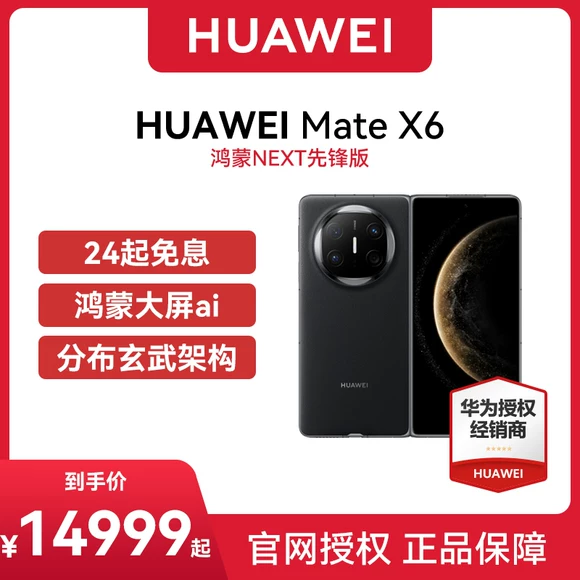 HUAWEI
HUAWEI Mate X6
鸿蒙NEXT先锋版
24起免息
鸿蒙大屏ai
分布玄武架构
HUAWEI
华为授权
经销商
HUAWEI
到手价
¥14999起
官网授权 正品保障